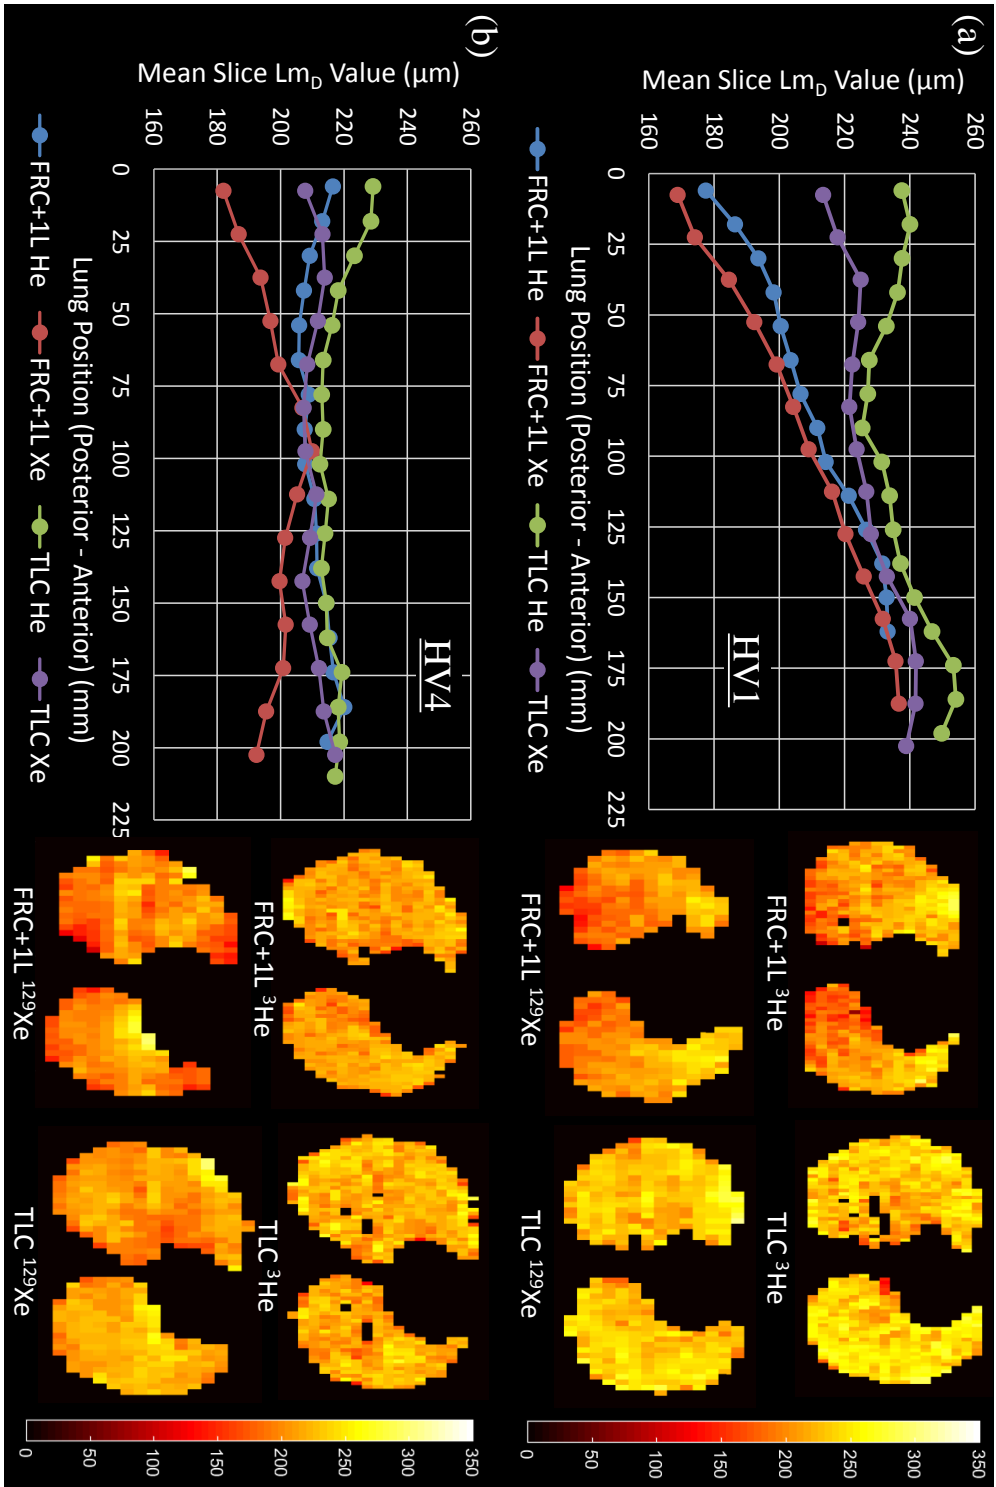 (a)
Mean Slice Lm_D Value (µm)
260
240
220
200
180
160
0
25
50
75
100
125
150
175
200
225
HV1
Lung Position (Posterior - Anterior) (mm)
FRC+1L He
FRC+1L Xe
TLC He
TLC Xe
FRC+1L ³He
TLC ³He
FRC+1L ¹²⁹Xe
TLC ¹²⁹Xe
350
300
250
200
150
100
50
0
(b)
Mean Slice Lm_D Value (µm)
260
240
220
200
180
160
0
25
50
75
100
125
150
175
200
225
HV4
Lung Position (Posterior - Anterior) (mm)
FRC+1L He
FRC+1L Xe
TLC He
TLC Xe
FRC+1L ³He
TLC ³He
FRC+1L ¹²⁹Xe
TLC ¹²⁹Xe
350
300
250
200
150
100
50
0